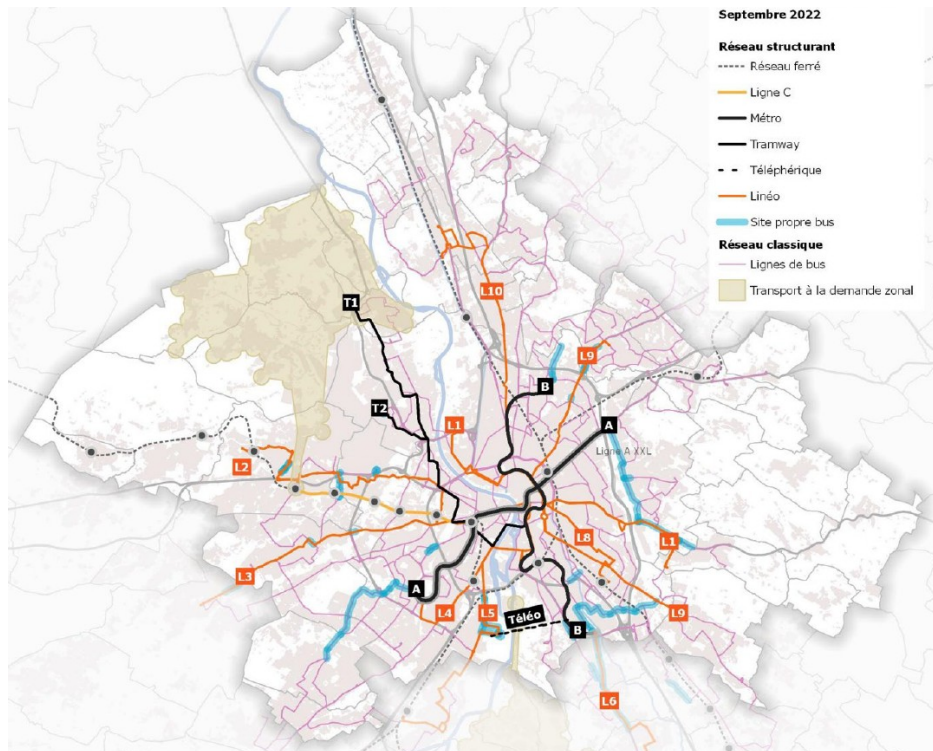 Septembre 2022
Réseau structurant
Réseau ferré
Ligne C
Métro
Tramway
Téléphérique
Linéo
Site propre bus
Réseau classique
Lignes de bus
Transport à la demande zonal
T1
L10
L9
B
T2
L1
A
Ligne A XXL
L2
L8
L1
L3
A
L4
L5
Téléo
B
L9
L6